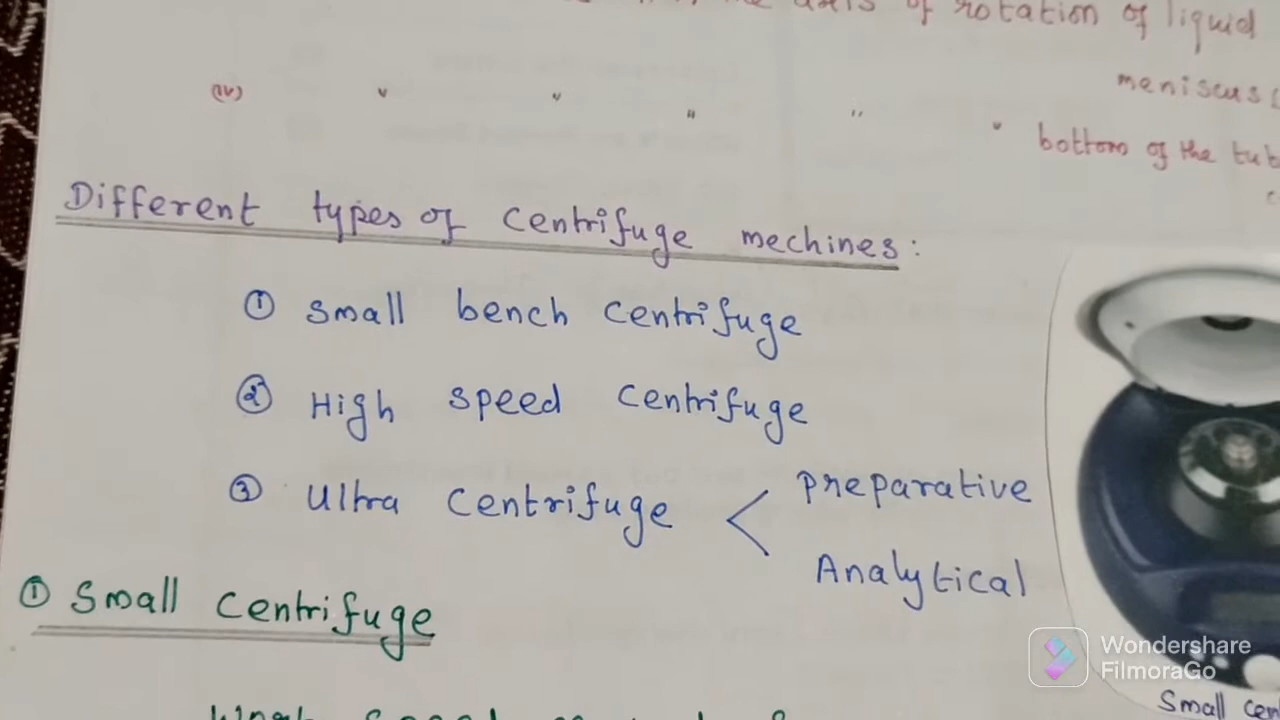 of rotation of liquid
meniscus
(iv) " " " " " bottom of the
Different types of centrifuge mechines:
① Small bench centrifuge
② High speed centrifuge
③ Ultra centrifuge < preparative
Analytical
① Small centrifuge
Wondershare
FilmoraGo
Small